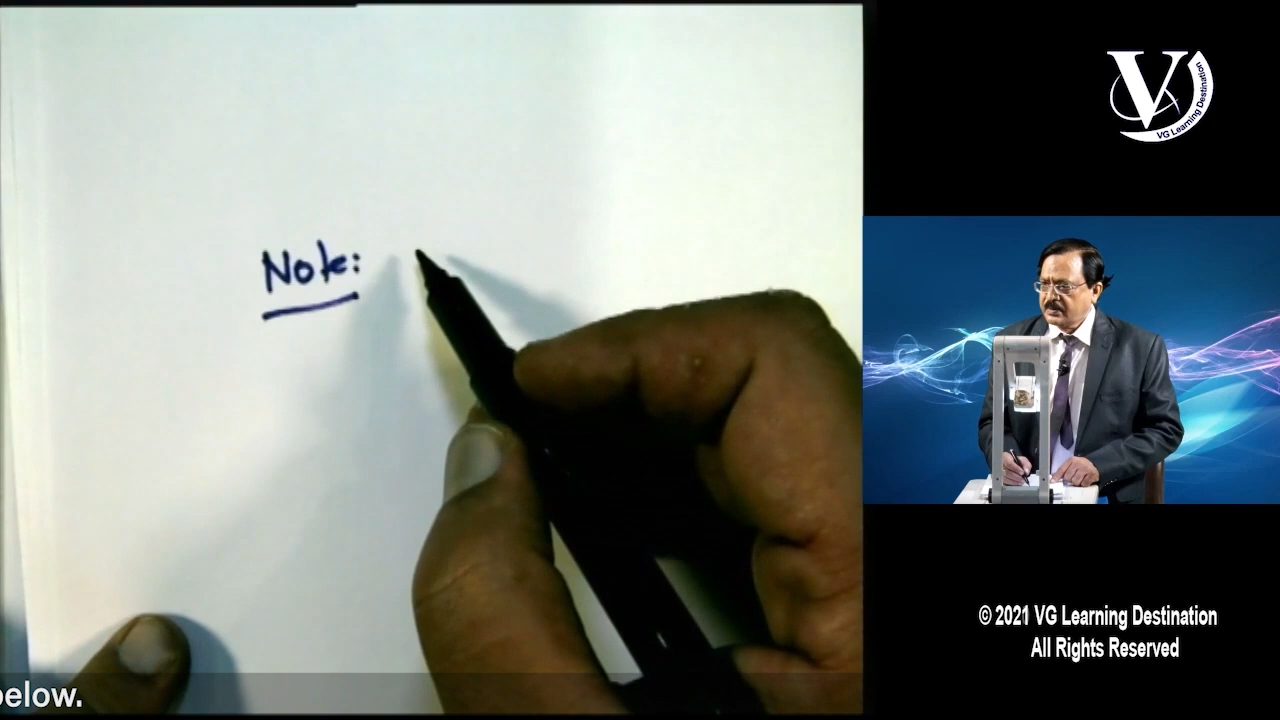 Note:
below.
V
VG Learning Destination
© 2021 VG Learning Destination
All Rights Reserved